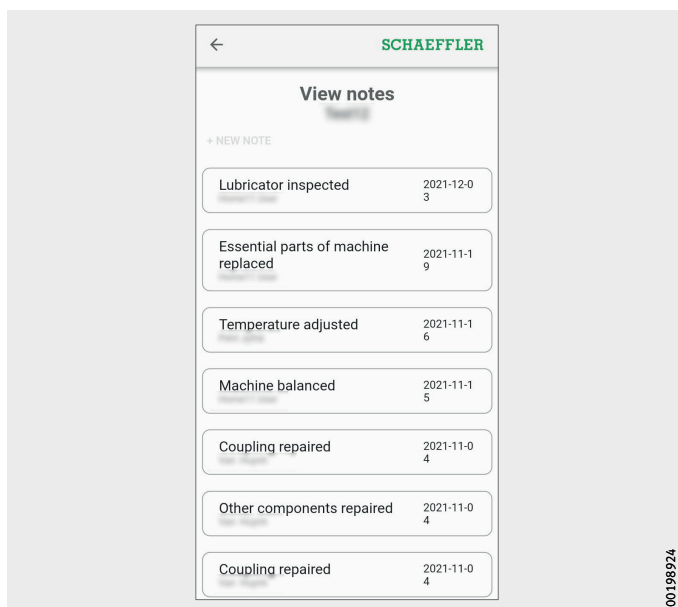 ←
SCHAEFFLER
View notes
+ NEW NOTE
Lubricator inspected
2021-12-0
3
Essential parts of machine
replaced
2021-11-1
9
Temperature adjusted
2021-11-1
6
Machine balanced
2021-11-1
5
Coupling repaired
2021-11-0
4
Other components repaired
2021-11-0
4
Coupling repaired
2021-11-0
4
00198924